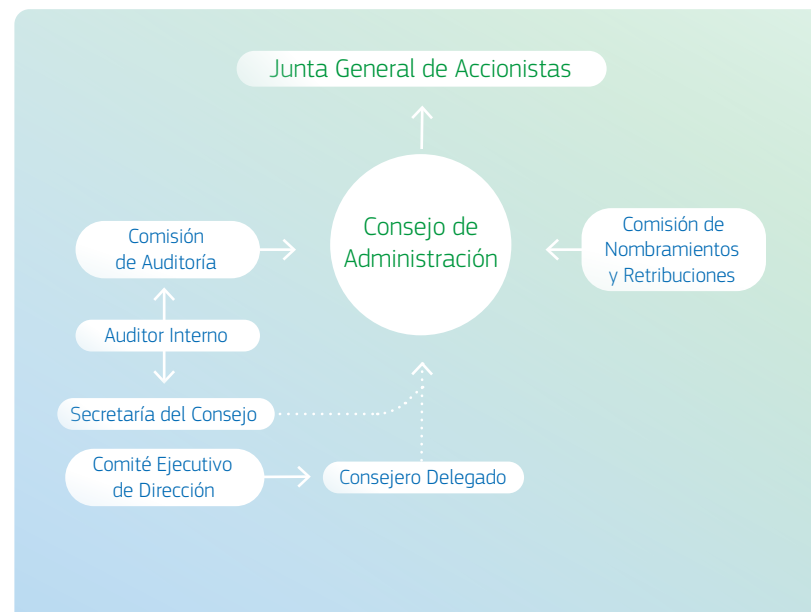 Junta General de Accionistas
Consejo de
Administración
Comisión
de Auditoría
Comisión de
Nombramientos
y Retribuciones
Auditor Interno
Secretaría del Consejo
Comité Ejecutivo
de Dirección
Consejero Delegado